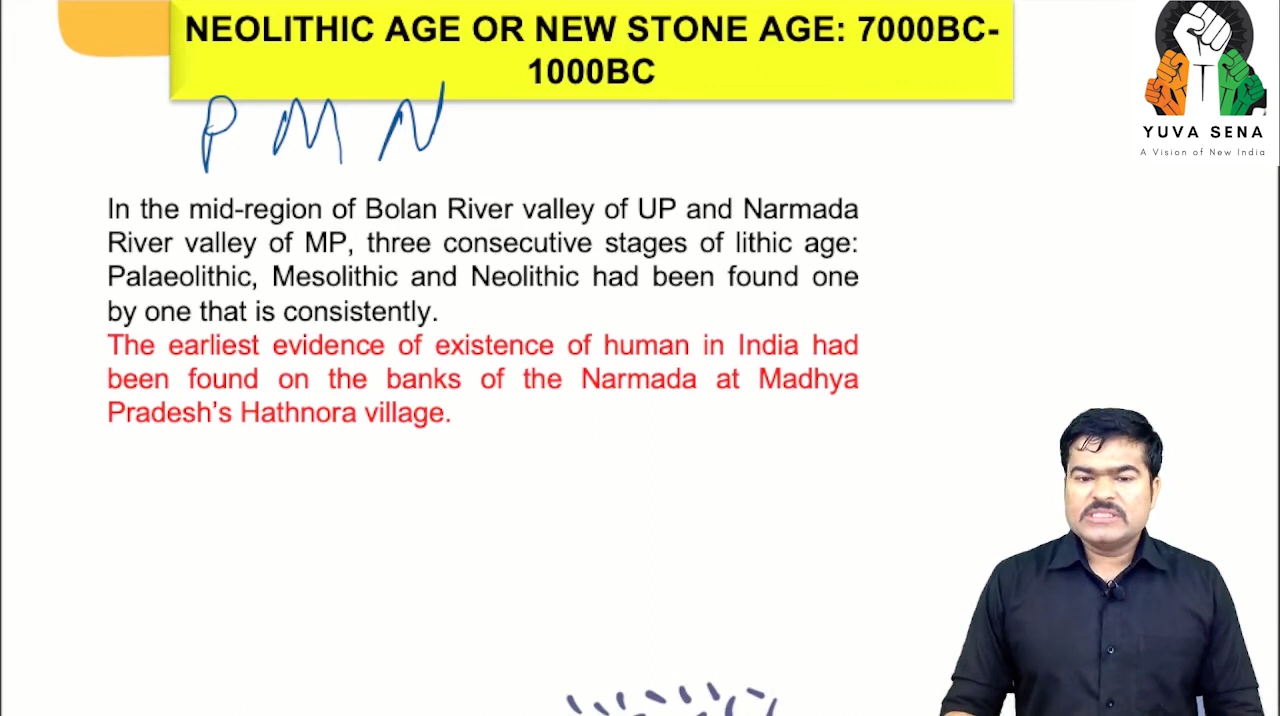 NEOLITHIC AGE OR NEW STONE AGE: 7000BC-
1000BC
YUVA SENA
A Vision of New India
P M N
In the mid-region of Bolan River valley of UP and Narmada
River valley of MP, three consecutive stages of lithic age:
Palaeolithic, Mesolithic and Neolithic had been found one
by one that is consistently.
The earliest evidence of existence of human in India had
been found on the banks of the Narmada at Madhya
Pradesh's Hathnora village.